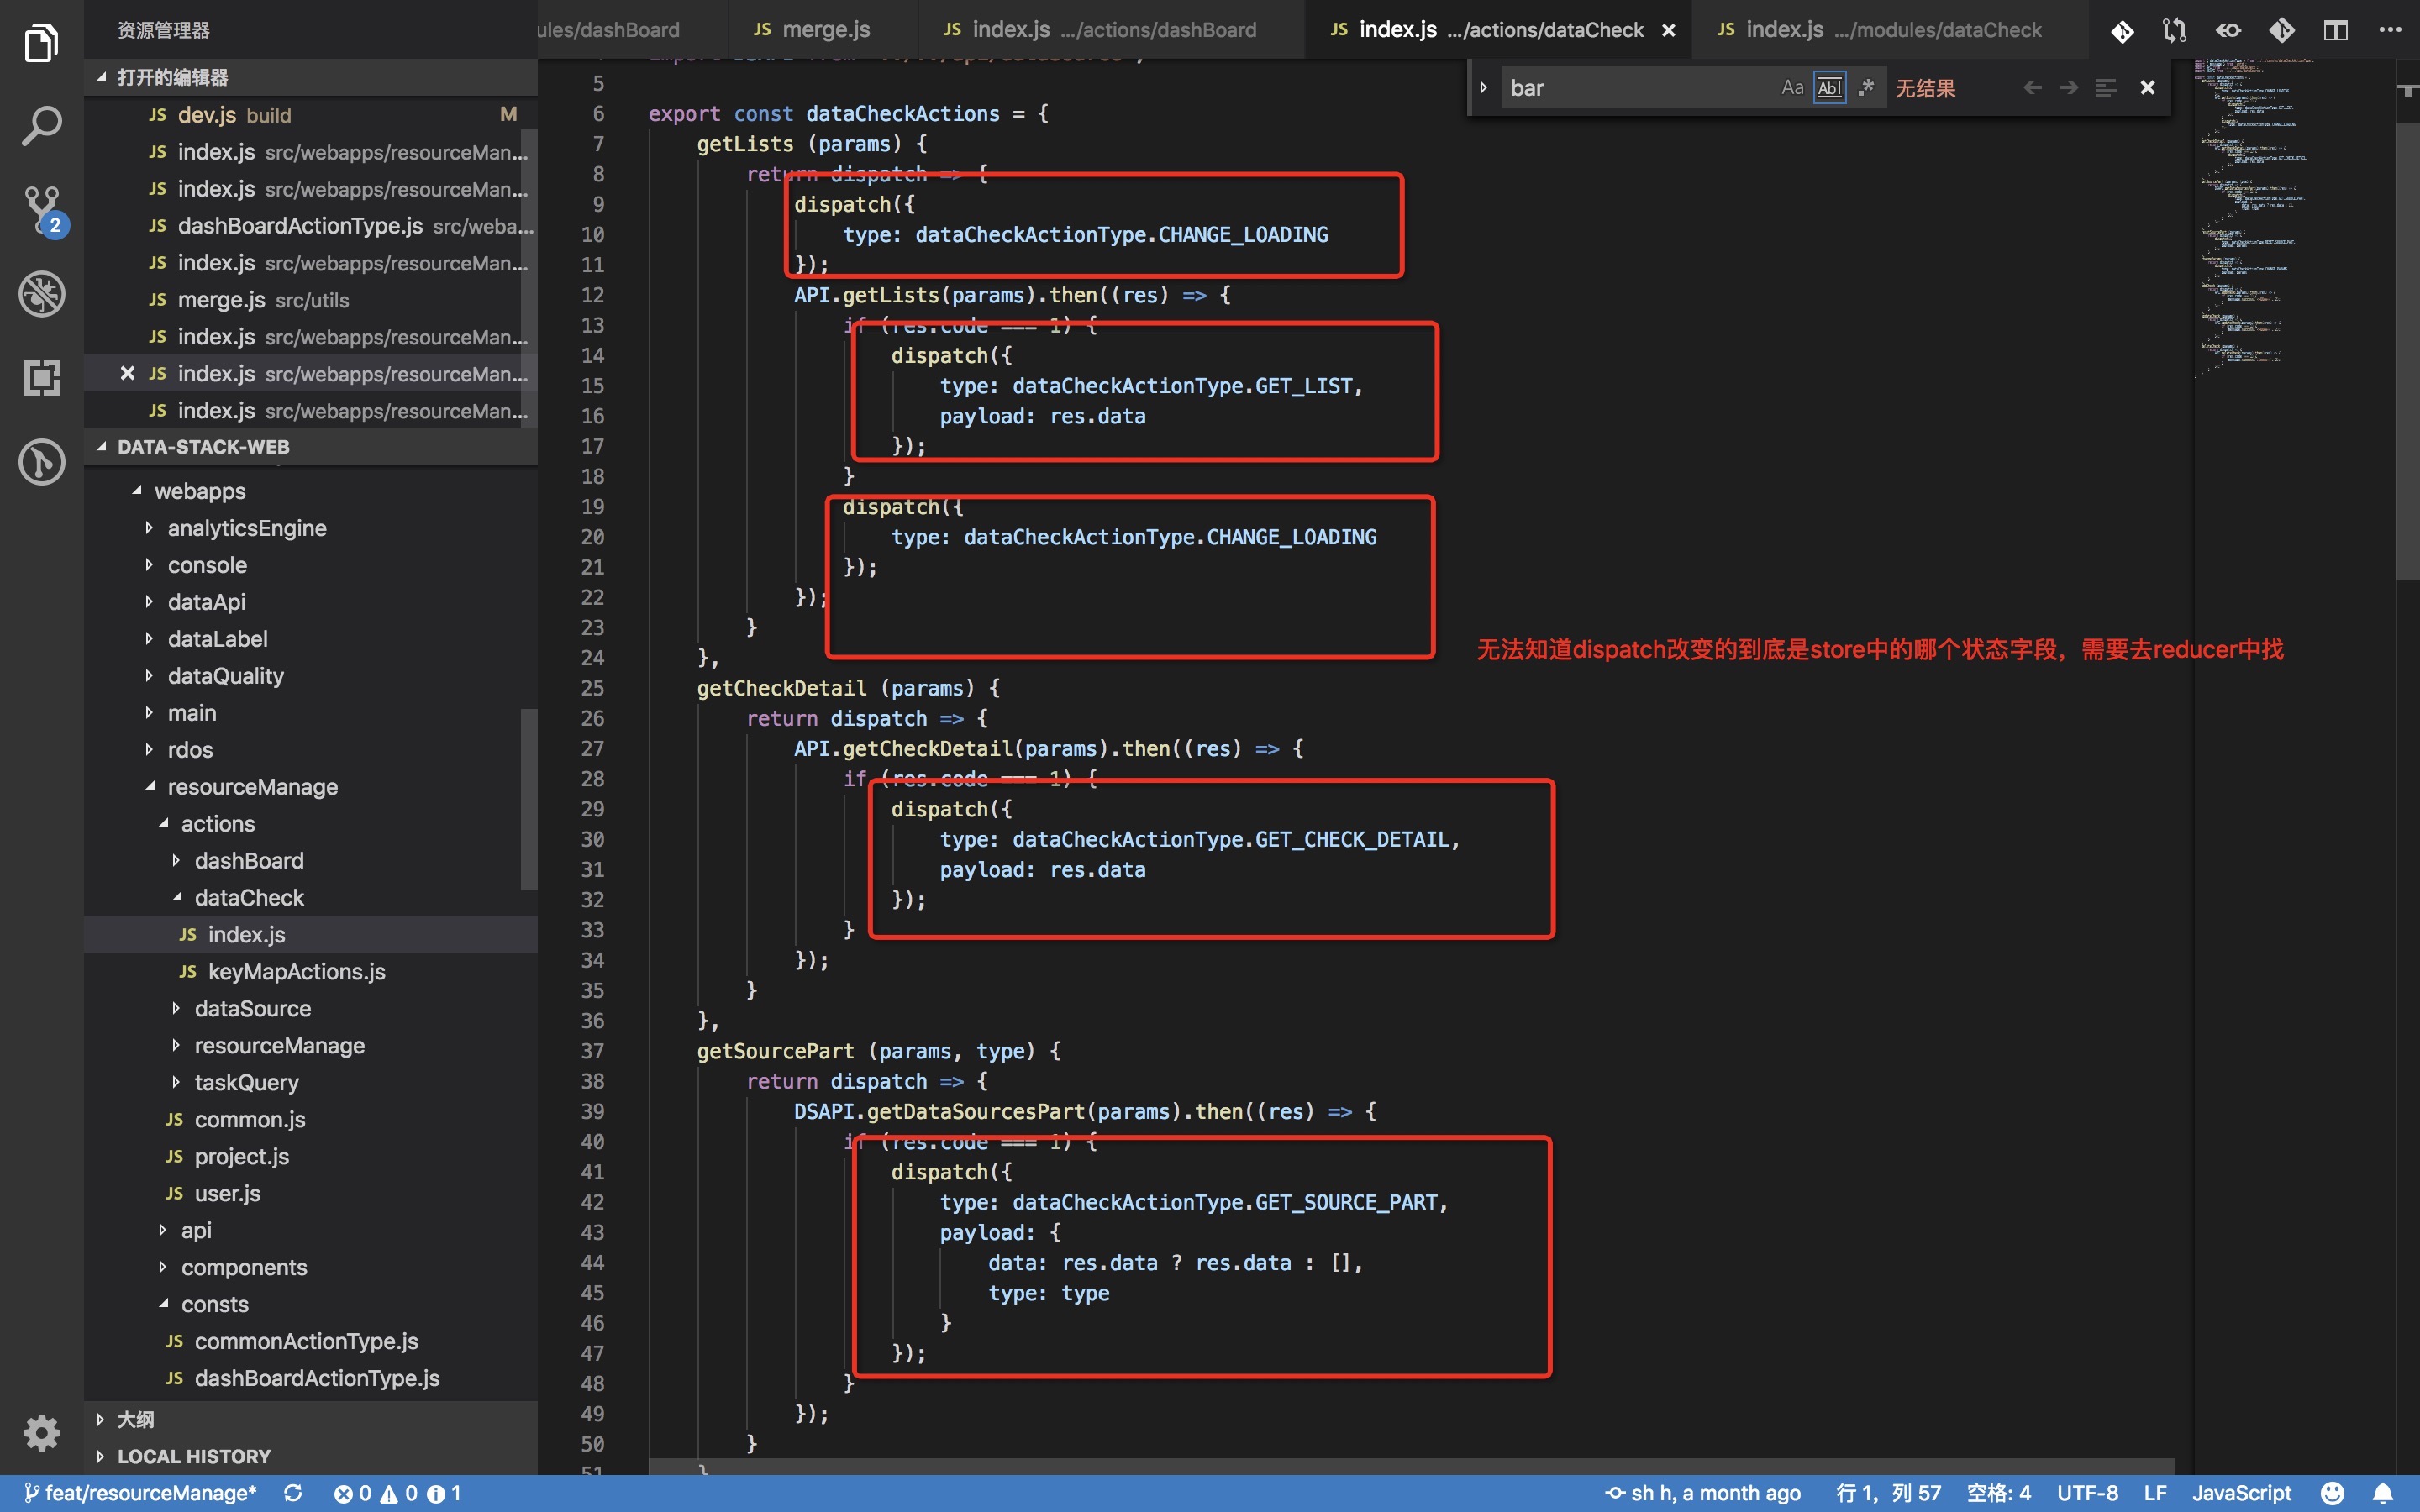 资源管理器
ules/dashBoard
JS merge.js
JS index.js .../actions/dashBoard
JS index.js .../actions/dataCheck
JS index.js .../modules/dataCheck
打开的编辑器
JS dev.js build M
JS index.js src/webapps/resourceMan...
JS index.js src/webapps/resourceMan...
JS dashBoardActionType.js src/weba...
JS index.js src/webapps/resourceMan...
JS merge.js src/utils
JS index.js src/webapps/resourceMan...
JS index.js src/webapps/resourceMan...
JS index.js src/webapps/resourceMan...
2
DATA-STACK-WEB
webapps
analyticsEngine
console
dataApi
dataLabel
dataQuality
main
rdos
resourceManage
actions
dashBoard
dataCheck
JS index.js
JS keyMapActions.js
dataSource
resourceManage
taskQuery
JS common.js
JS project.js
JS user.js
api
components
consts
JS commonActionType.js
JS dashBoardActionType.js
大纲
LOCAL HISTORY
bar Aa Abl .* 无结果
5
6 export const dataCheckActions = {
7 getLists (params) {
8 return dispatch => {
9 dispatch({
10 type: dataCheckActionType.CHANGE_LOADING
11 });
12 API.getLists(params).then((res) => {
13 if (res.code === 1) {
14 dispatch({
15 type: dataCheckActionType.GET_LIST,
16 payload: res.data
17 });
18 }
19 dispatch({
20 type: dataCheckActionType.CHANGE_LOADING
21 });
22 });
23 }
24 },
无法知道dispatch改变的到底是store中的哪个状态字段，需要去reducer中找
25 getCheckDetail (params) {
26 return dispatch => {
27 API.getCheckDetail(params).then((res) => {
28 if (res.code === 1) {
29 dispatch({
30 type: dataCheckActionType.GET_CHECK_DETAIL,
31 payload: res.data
32 });
33 }
34 });
35 }
36 },
37 getSourcePart (params, type) {
38 return dispatch => {
39 DSAPI.getDataSourcesPart(params).then((res) => {
40 if (res.code === 1) {
41 dispatch({
42 type: dataCheckActionType.GET_SOURCE_PART,
43 payload: {
44 data: res.data ? res.data : [],
45 type: type
46 }
47 });
48 }
49 });
50 }
51
feat/resourceManage* 0 0 1 sh h, a month ago 行 1，列 57 空格: 4 UTF-8 LF JavaScript